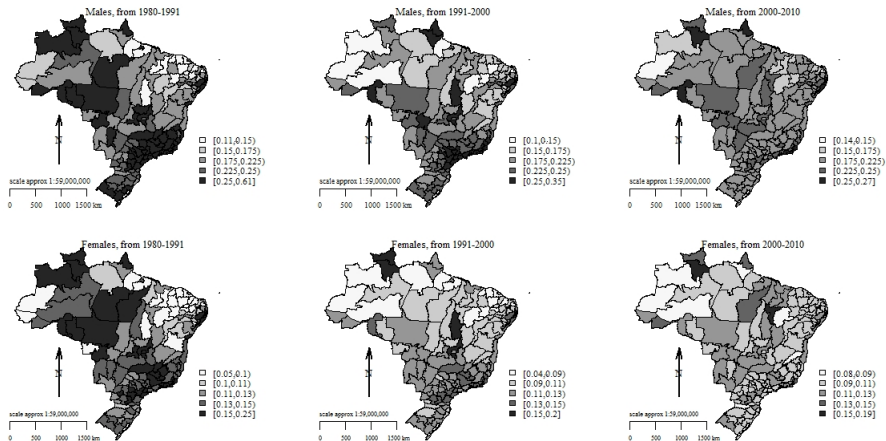 Males, from 1980-1991
N
[0.11,0.15)
[0.15,0.175)
[0.175,0.225)
[0.225,0.25)
[0.25,0.61]
scale approx 1:59,000,000
0 500 1000 1500 km
Males, from 1991-2000
N
[0.1,0.15)
[0.15,0.175)
[0.175,0.225)
[0.225,0.25)
[0.25,0.35]
scale approx 1:59,000,000
0 500 1000 1500 km
Males, from 2000-2010
N
[0.14,0.15)
[0.15,0.175)
[0.175,0.225)
[0.225,0.25)
[0.25,0.27]
scale approx 1:59,000,000
0 500 1000 1500 km
Females, from 1980-1991
N
[0.05,0.1)
[0.1,0.11)
[0.11,0.13)
[0.13,0.15)
[0.15,0.25]
scale approx 1:59,000,000
0 500 1000 1500 km
Females, from 1991-2000
N
[0.04,0.09)
[0.09,0.11)
[0.11,0.13)
[0.13,0.15)
[0.15,0.2]
scale approx 1:59,000,000
0 500 1000 1500 km
Females, from 2000-2010
N
[0.08,0.09)
[0.09,0.11)
[0.11,0.13)
[0.13,0.15)
[0.15,0.19]
scale approx 1:59,000,000
0 500 1000 1500 km